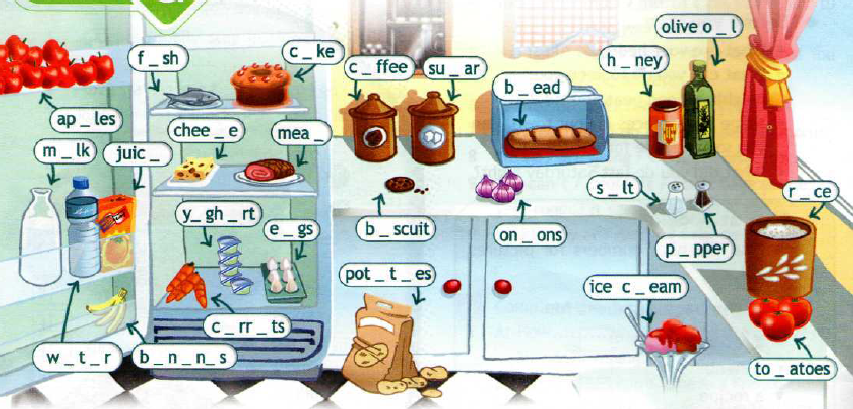 olive o _ l
f _ sh
c _ ke
c _ ffee
su _ ar
h _ ney
b _ ead
ap _ les
chee _ e
mea _
m _ lk
juic _
s _ lt
r _ ce
y _ gh _ rt
e _ gs
b _ scuit
on _ ons
p _ pper
pot _ t _ es
ice c _ eam
c _ rr _ ts
w _ t _ r
b _ n _ n _ s
to _ atoes